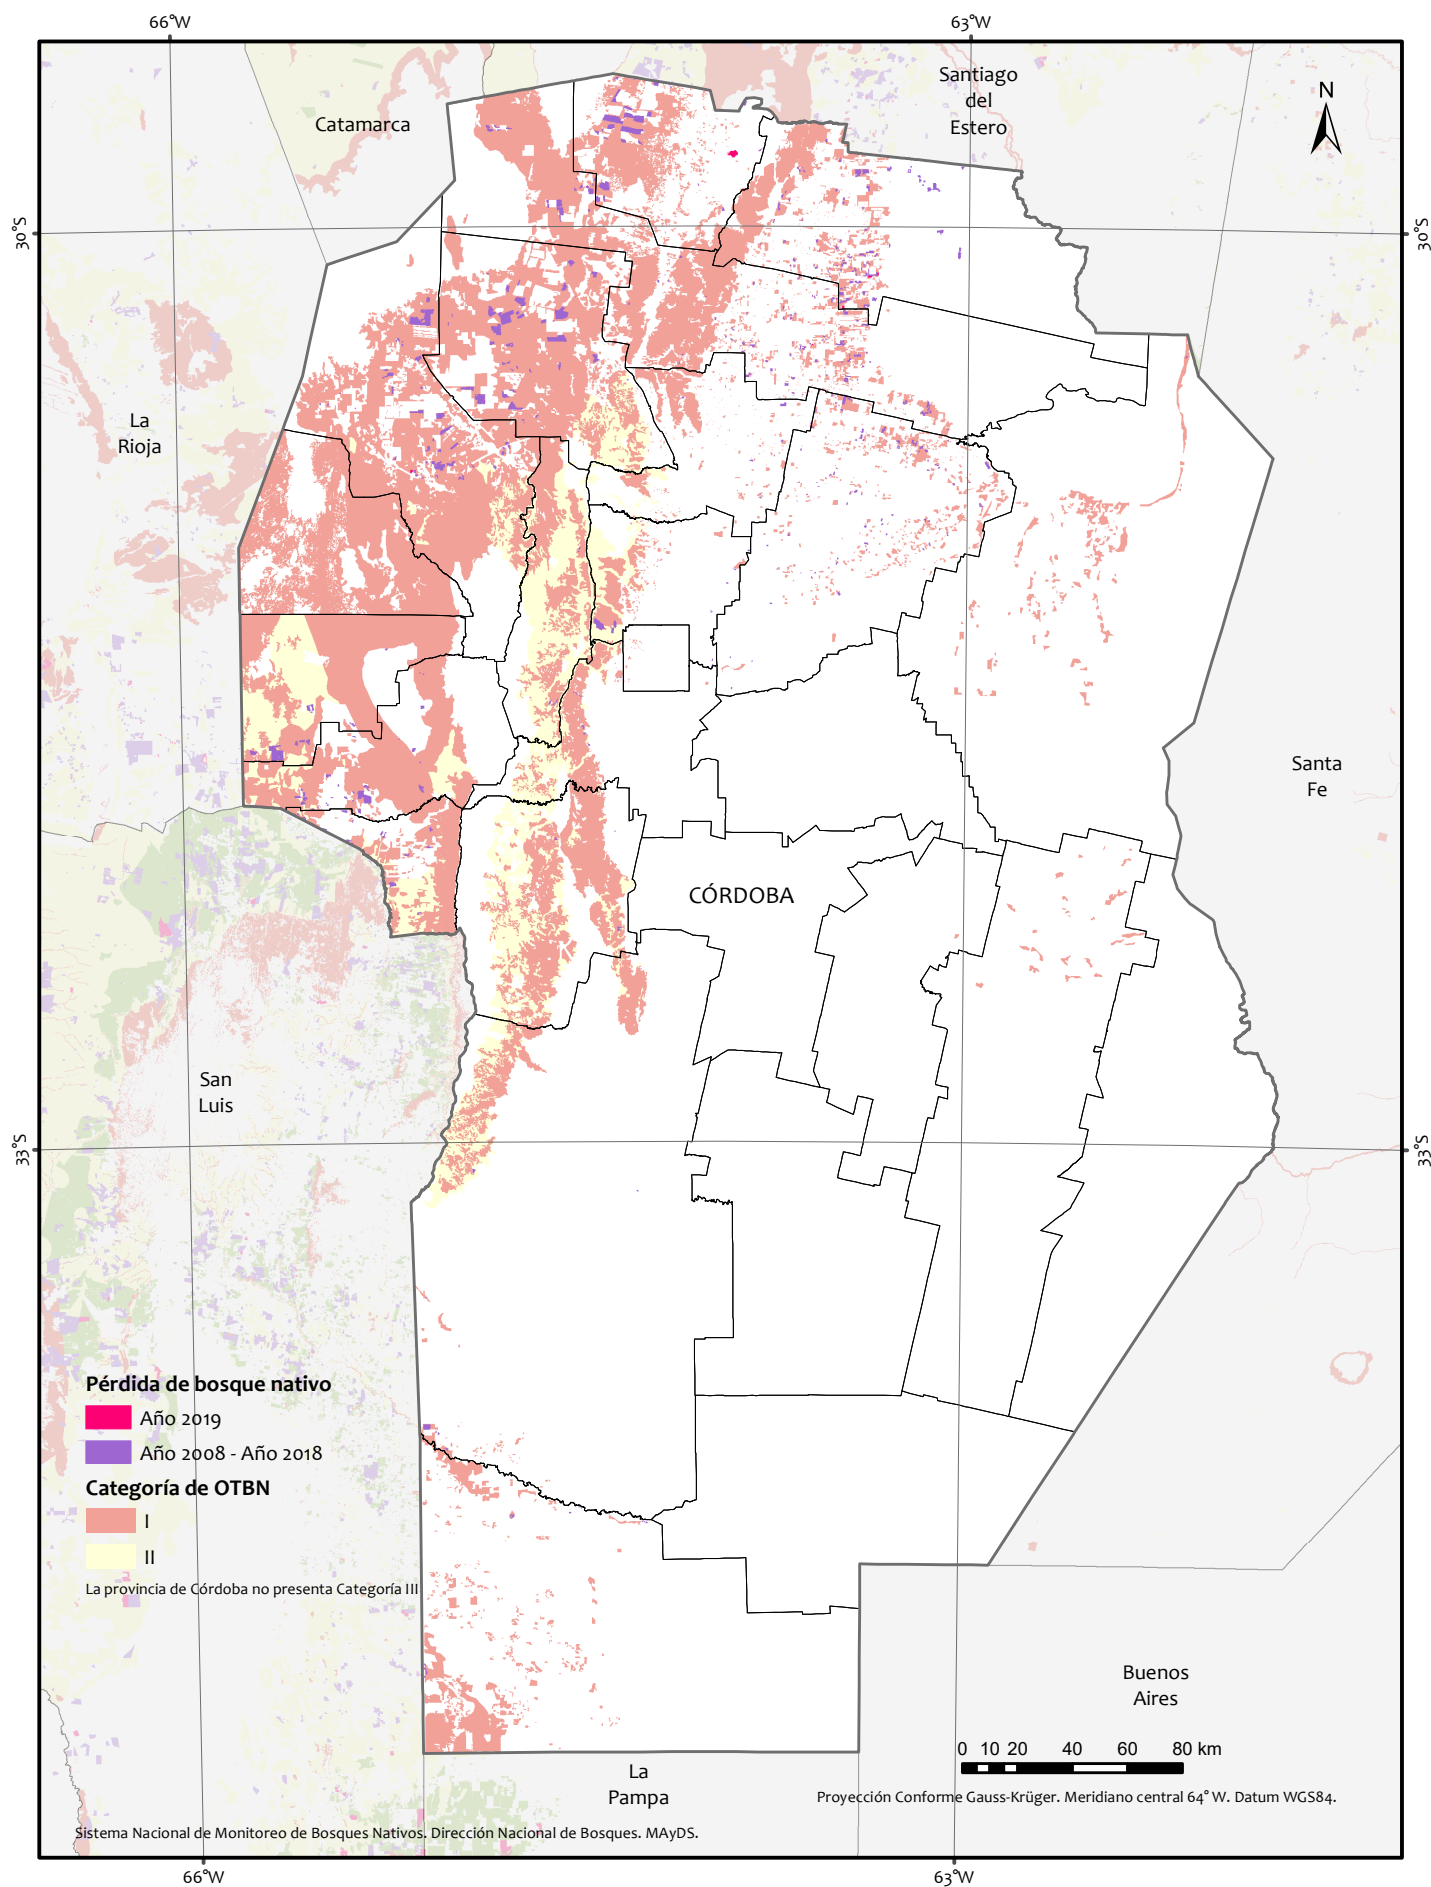 66°W
63°W
Santiago
del
Estero
N
Catamarca
30°S
30°S
La
Rioja
Santa
Fe
CÓRDOBA
San
Luis
33°S
33°S
Pérdida de bosque nativo
Año 2019
Año 2008 - Año 2018
Categoría de OTBN
I
II
La provincia de Córdoba no presenta Categoría III
Buenos
Aires
0 10 20 40 60 80 km
La
Pampa
Proyección Conforme Gauss-Krüger. Meridiano central 64° W. Datum WGS84.
Sistema Nacional de Monitoreo de Bosques Nativos. Dirección Nacional de Bosques. MAyDS.
66°W
63°W